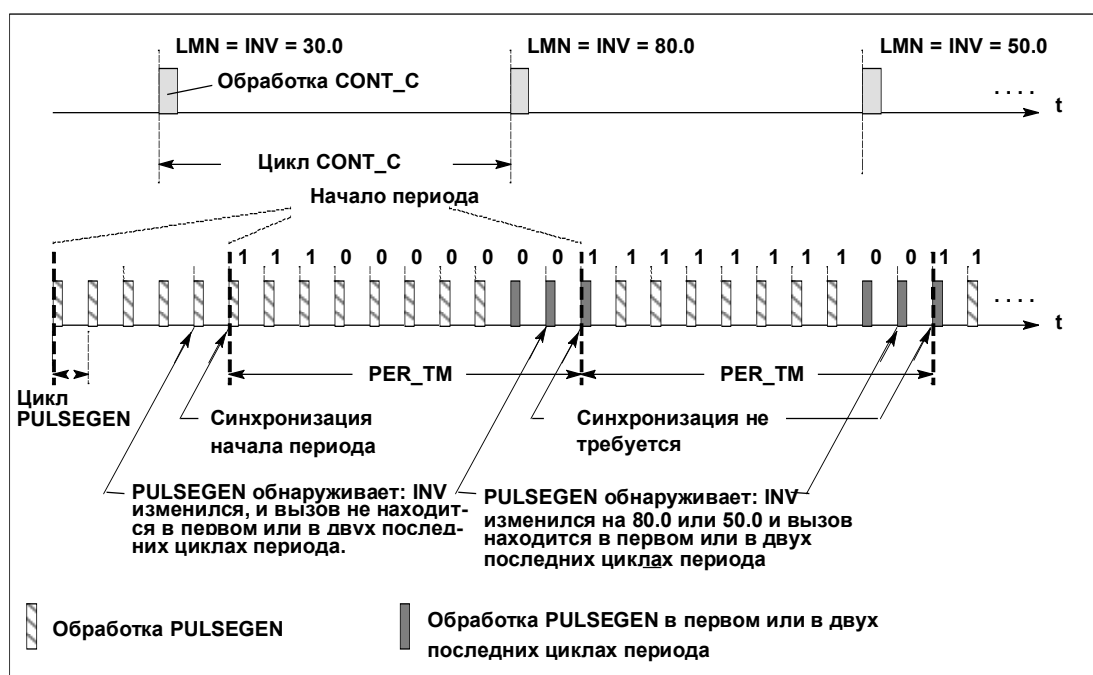 LMN = INV = 30.0 LMN = INV = 80.0 LMN = INV = 50.0
Обработка CONT_C
. . . .
t
Цикл CONT_C
Начало периода
1 1 1 0 0 0 0 0 0 0 1 1 1 1 1 1 1 1 0 0 1 1
. . . .
t
PER_TM PER_TM
Цикл
PULSEGEN
Синхронизация
начала периода
Синхронизация не
требуется
PULSEGEN обнаруживает: INV
изменился, и вызов не находит-
ся в первом или в двух послед-
них циклах периода.
PULSEGEN обнаруживает: INV
изменился на 80.0 или 50.0 и вызов
находится в первом или в двух
последних циклах периода
Обработка PULSEGEN
Обработка PULSEGEN в первом или в двух
последних циклах периода